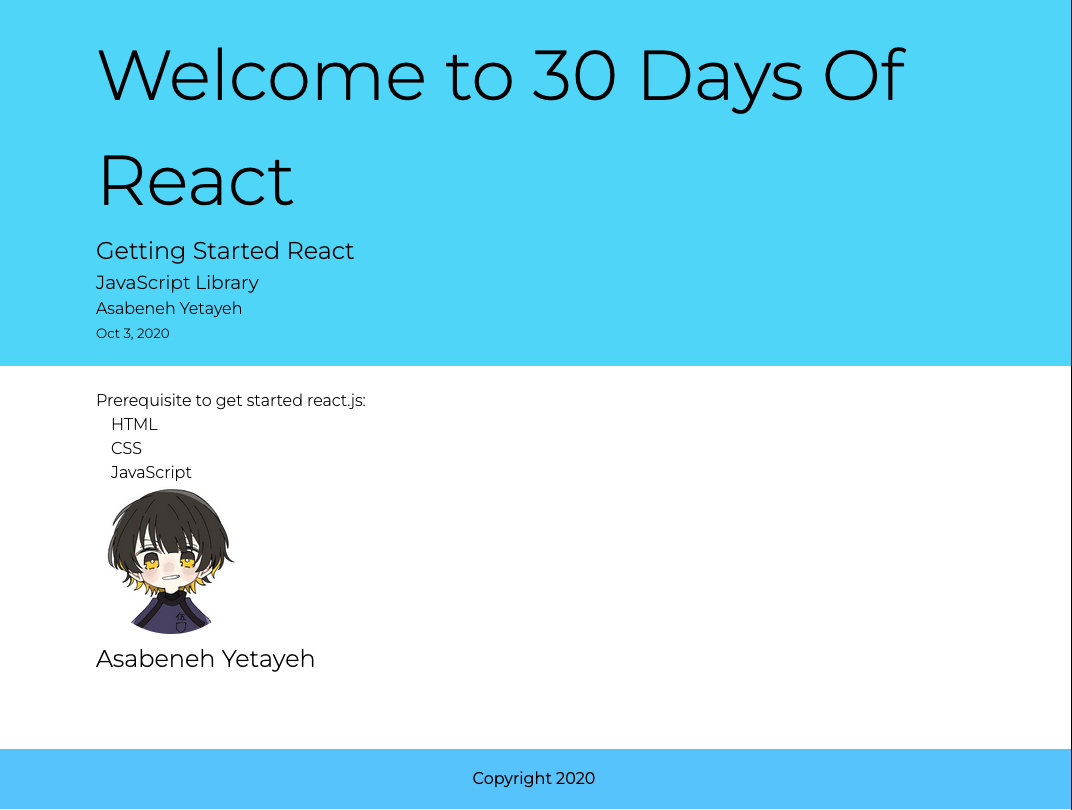 Welcome to 30 Days Of
React
Getting Started React
JavaScript Library
Asabeneh Yetayeh
Oct 3, 2020
Prerequisite to get started react.js:
HTML
CSS
JavaScript
Asabeneh Yetayeh
Copyright 2020